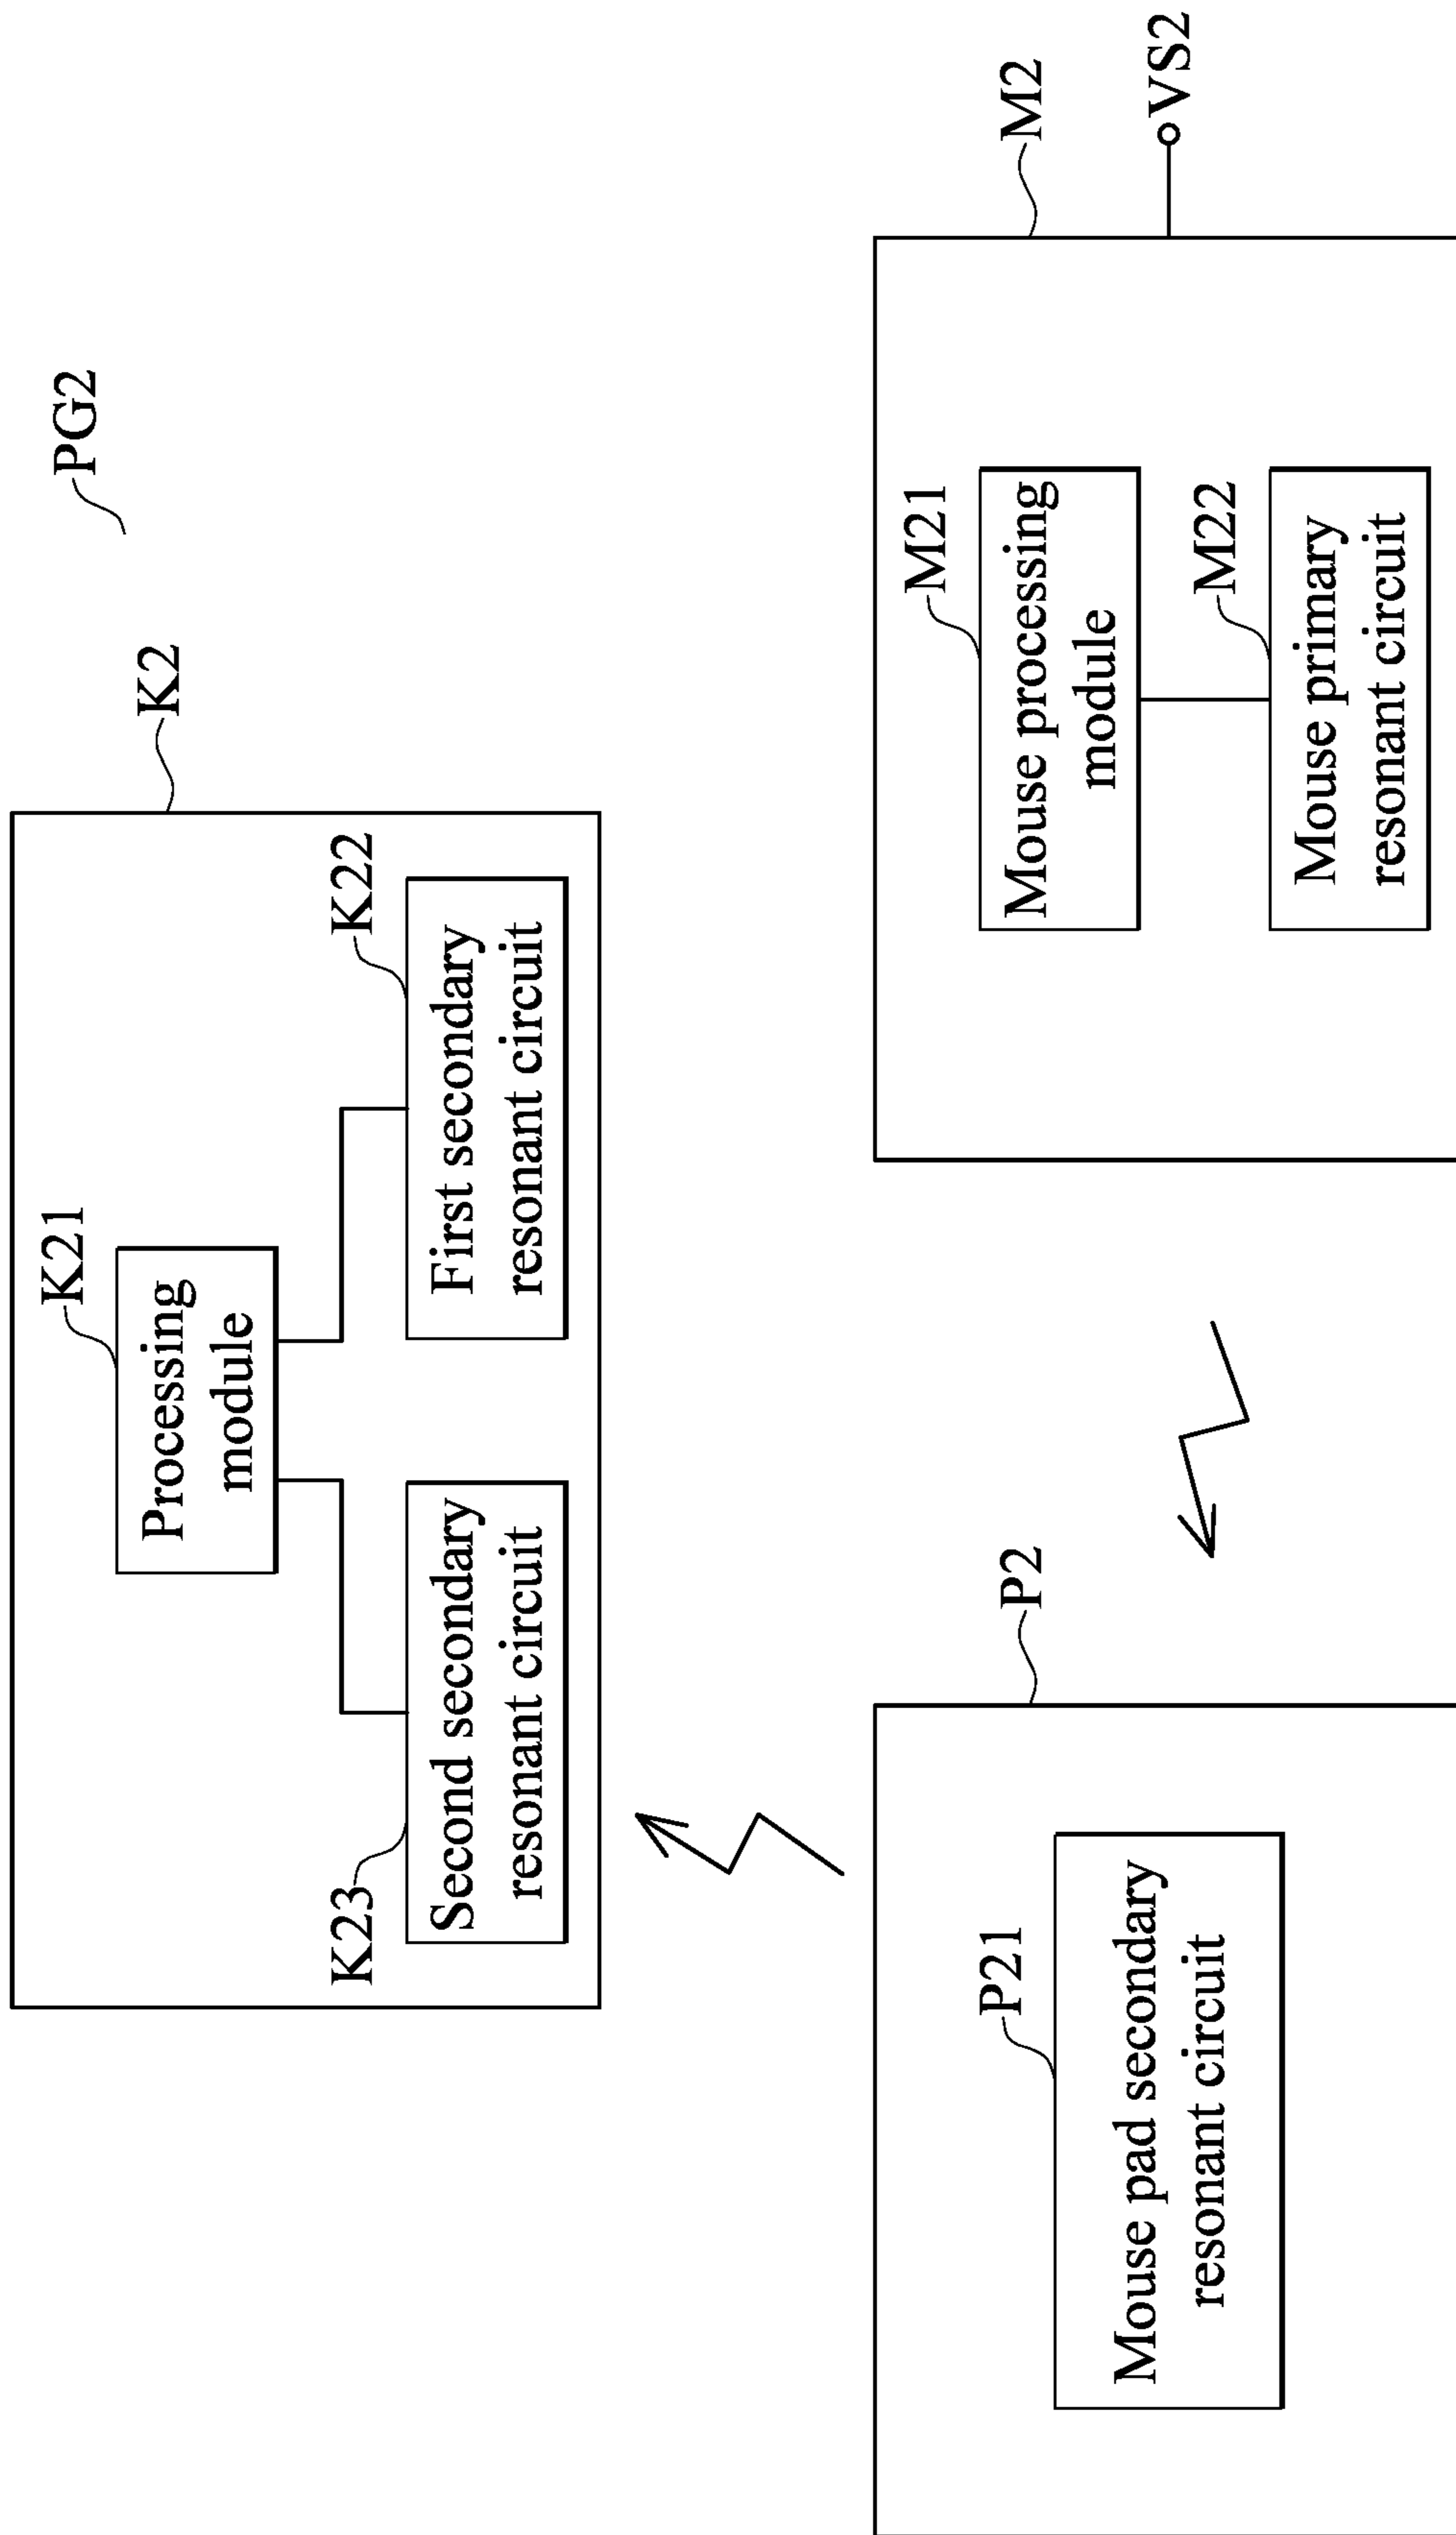 PG2
K2
K21
Processing
module
K23
Second secondary
resonant circuit
K22
First secondary
resonant circuit
P2
P21
Mouse pad secondary
resonant circuit
M2
VS2
M21
Mouse processing
module
M22
Mouse primary
resonant circuit